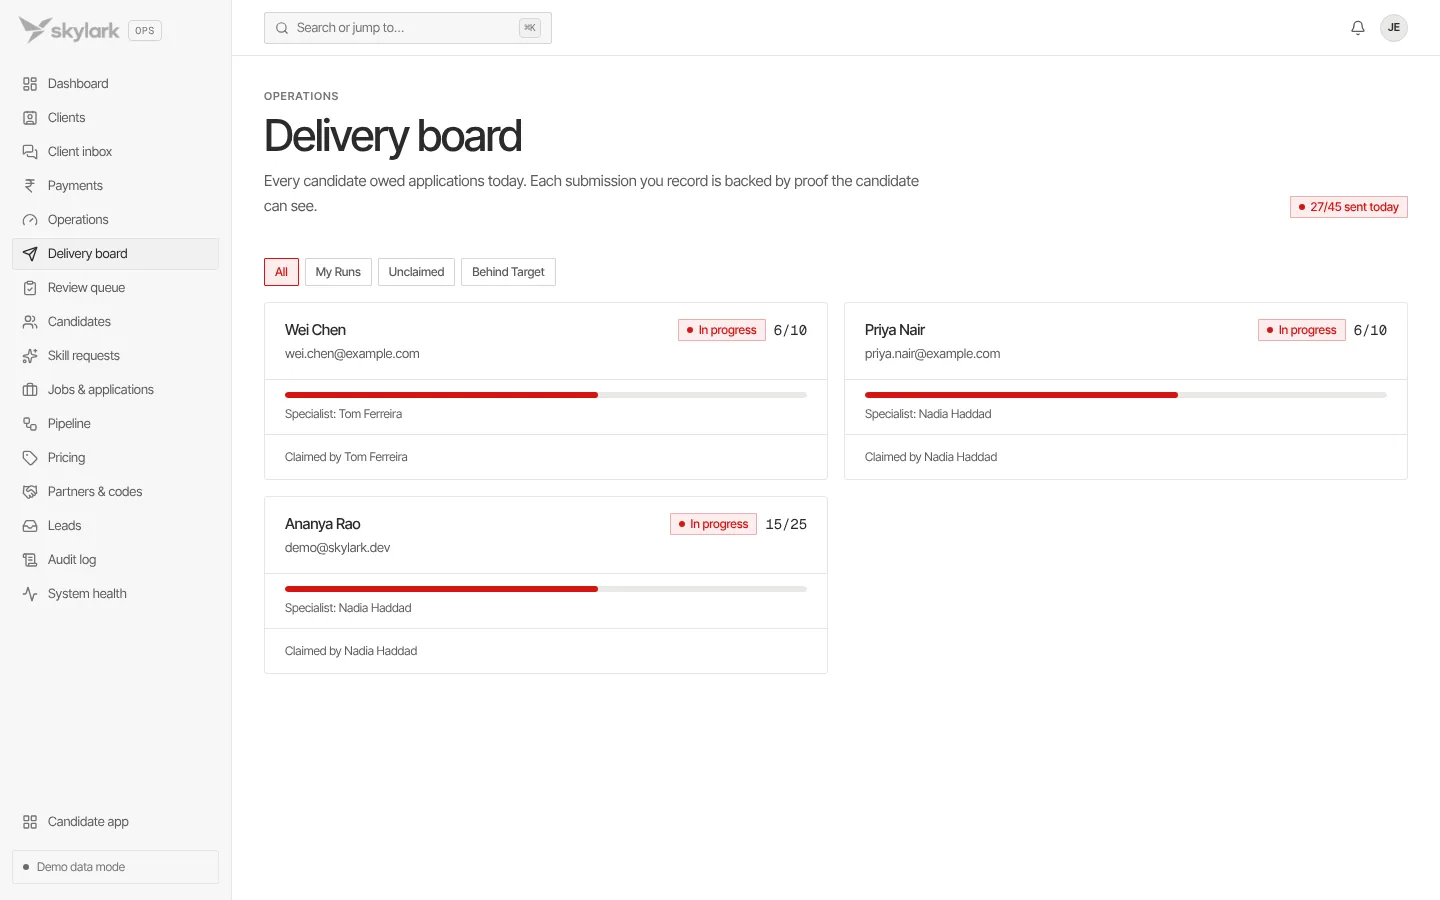 skylark OPS
Search or jump to... ⌘K
JE
Dashboard
Clients
Client inbox
Payments
Operations
Delivery board
Review queue
Candidates
Skill requests
Jobs & applications
Pipeline
Pricing
Partners & codes
Leads
Audit log
System health
Candidate app
Demo data mode
OPERATIONS
Delivery board
Every candidate owed applications today. Each submission you record is backed by proof the candidate
can see.
27/45 sent today
All
My Runs
Unclaimed
Behind Target
Wei Chen
In progress 6/10
wei.chen@example.com
Specialist: Tom Ferreira
Claimed by Tom Ferreira
Priya Nair
In progress 6/10
priya.nair@example.com
Specialist: Nadia Haddad
Claimed by Nadia Haddad
Ananya Rao
In progress 15/25
demo@skylark.dev
Specialist: Nadia Haddad
Claimed by Nadia Haddad